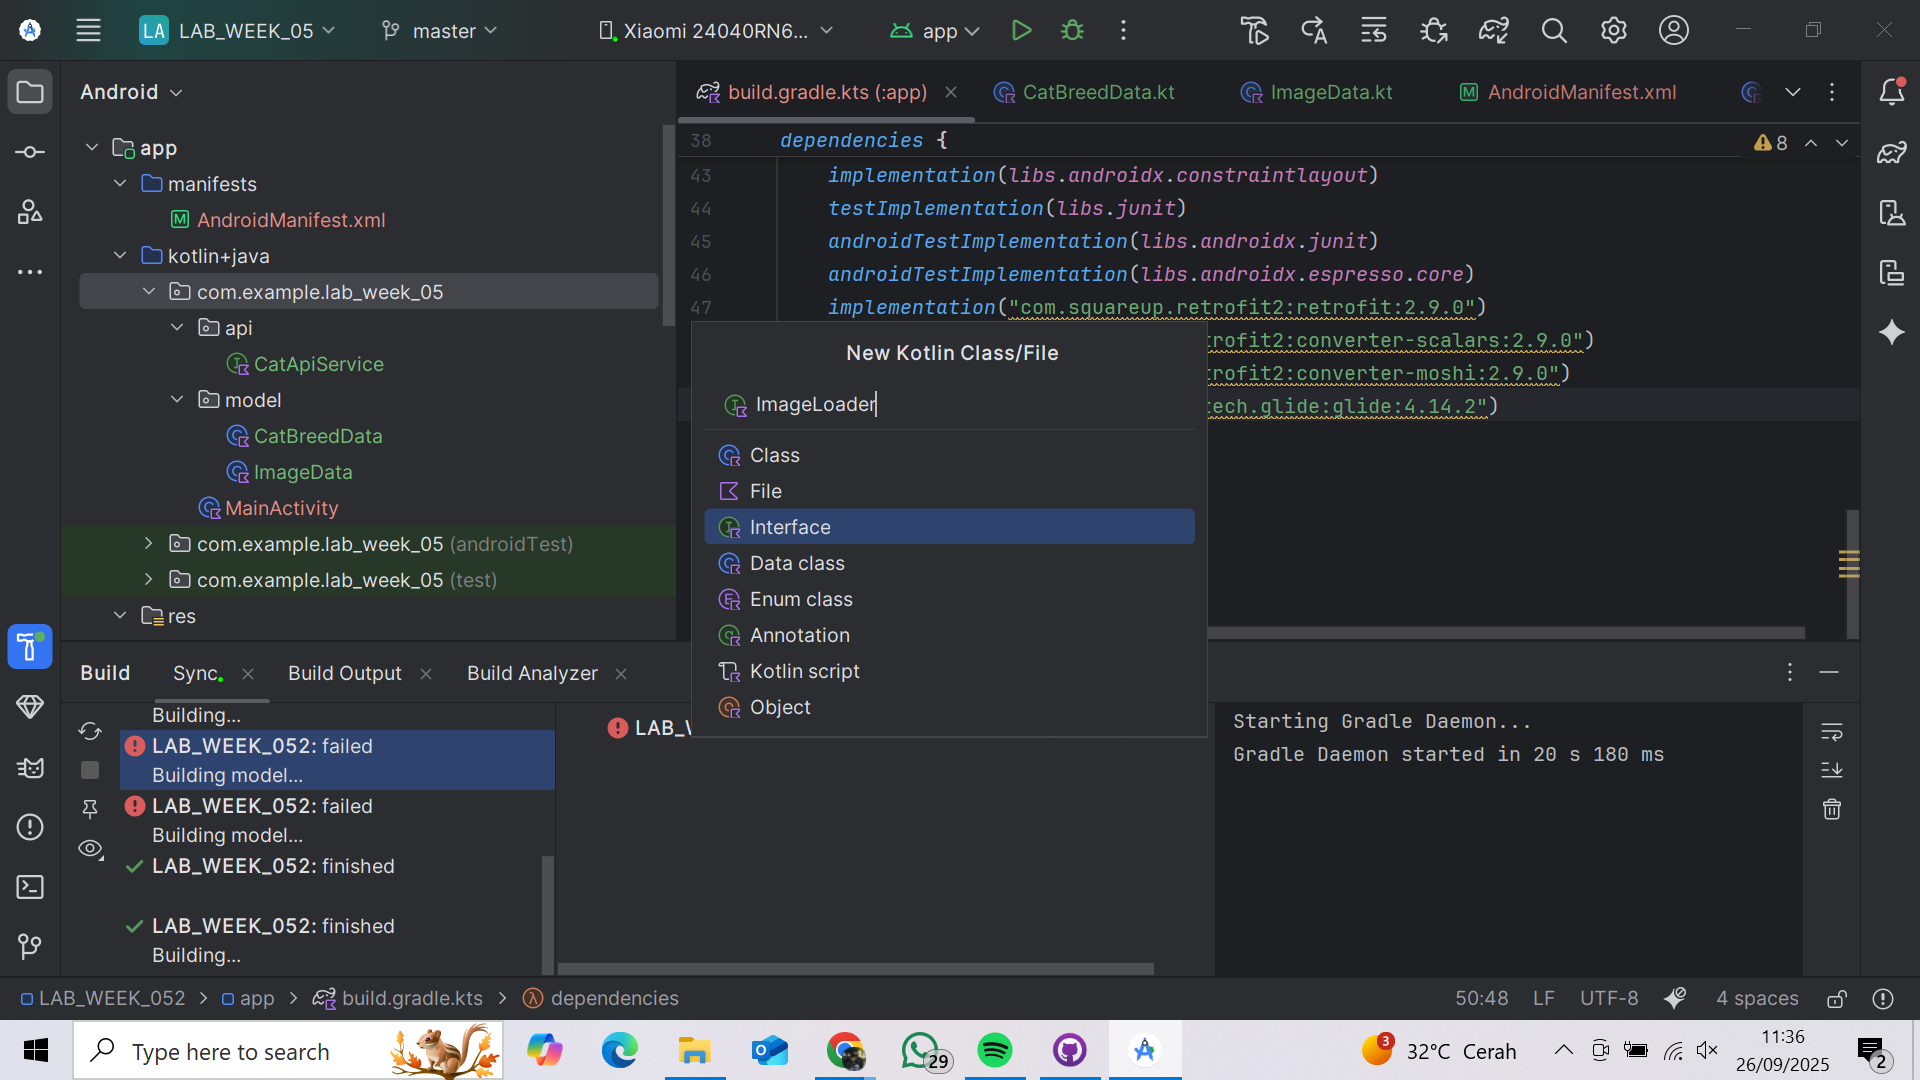 LA LAB_WEEK_05 master Xiaomi 24040RN6... app
Android
build.gradle.kts (:app) CatBreedData.kt ImageData.kt AndroidManifest.xml
app
manifests
AndroidManifest.xml
kotlin+java
com.example.lab_week_05
api
CatApiService
model
CatBreedData
ImageData
MainActivity
com.example.lab_week_05 (androidTest)
com.example.lab_week_05 (test)
res
38 dependencies {
8
43 implementation(libs.androidx.constraintlayout)
44 testImplementation(libs.junit)
45 androidTestImplementation(libs.androidx.junit)
46 androidTestImplementation(libs.androidx.espresso.core)
47 implementation("com.squareup.retrofit2:retrofit:2.9.0")
trofit2:converter-scalars:2.9.0")
trofit2:converter-moshi:2.9.0")
tech.glide:glide:4.14.2")
New Kotlin Class/File
ImageLoader
Class
File
Interface
Data class
Enum class
Annotation
Kotlin script
Object
Build Sync Build Output Build Analyzer
Building...
LAB_WEEK_052: failed
Building model...
LAB_WEEK_052: failed
Building model...
LAB_WEEK_052: finished
LAB_WEEK_052: finished
Building...
LAB_W
Starting Gradle Daemon...
Gradle Daemon started in 20 s 180 ms
LAB_WEEK_052 > app > build.gradle.kts > dependencies
50:48 LF UTF-8 4 spaces
Type here to search
29
3
32°C Cerah
11:36
26/09/2025
2